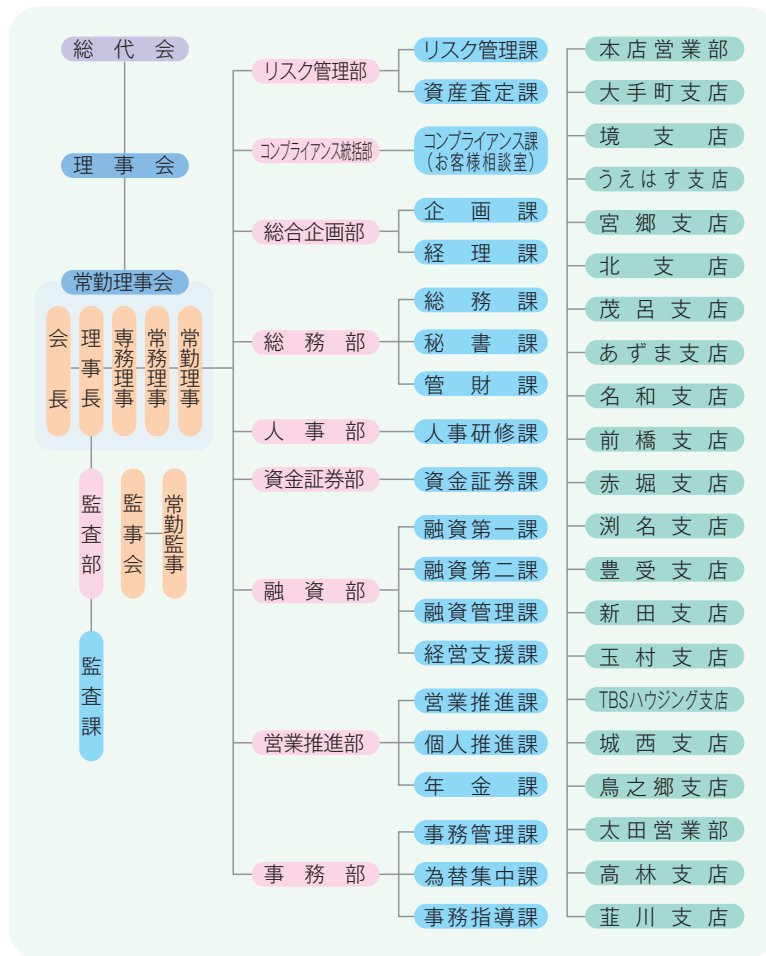 総代会
理事会
常勤理事会
会長
理事長
専務理事
常務理事
常勤理事
監査部
監事会
常勤監事
監査課
リスク管理部
リスク管理課
資産査定課
コンプライアンス統括部
コンプライアンス課
（お客様相談室）
総合企画部
企画課
経理課
総務部
総務課
秘書課
管財課
人事部
人事研修課
資金証券部
資金証券課
融資部
融資第一課
融資第二課
融資管理課
経営支援課
営業推進部
営業推進課
個人推進課
年金課
事務部
事務管理課
為替集中課
事務指導課
本店営業部
大手町支店
境支店
うえはす支店
宮郷支店
北支店
茂呂支店
あずま支店
名和支店
前橋支店
赤堀支店
渕名支店
豊受支店
新田支店
玉村支店
TBSハウジング支店
城西支店
鳥之郷支店
太田営業部
高林支店
韮川支店